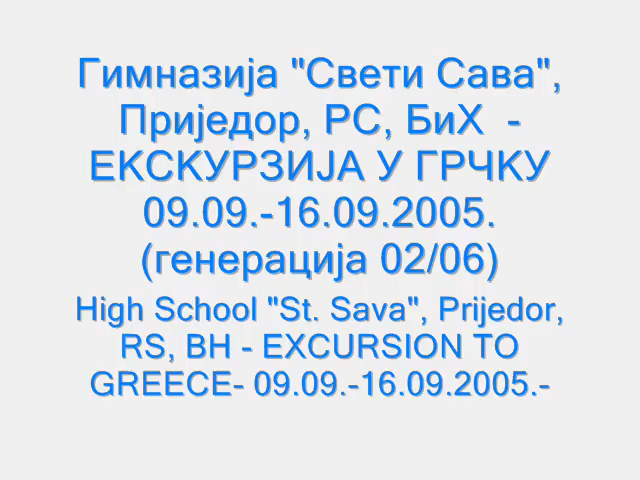 Гимназија "Свети Сава",
Приједор, РС, БиХ  -
ЕКСКУРЗИЈА У ГРЧКУ
09.09.-16.09.2005.
(генерација 02/06)
High School "St. Sava", Prijedor,
RS, BH - EXCURSION TO
GREECE- 09.09.-16.09.2005.-